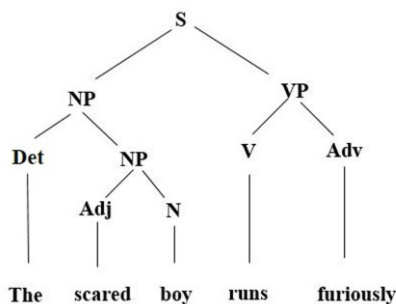 S
NP VP
Det NP V Adv
Adj N
The scared boy runs furiously